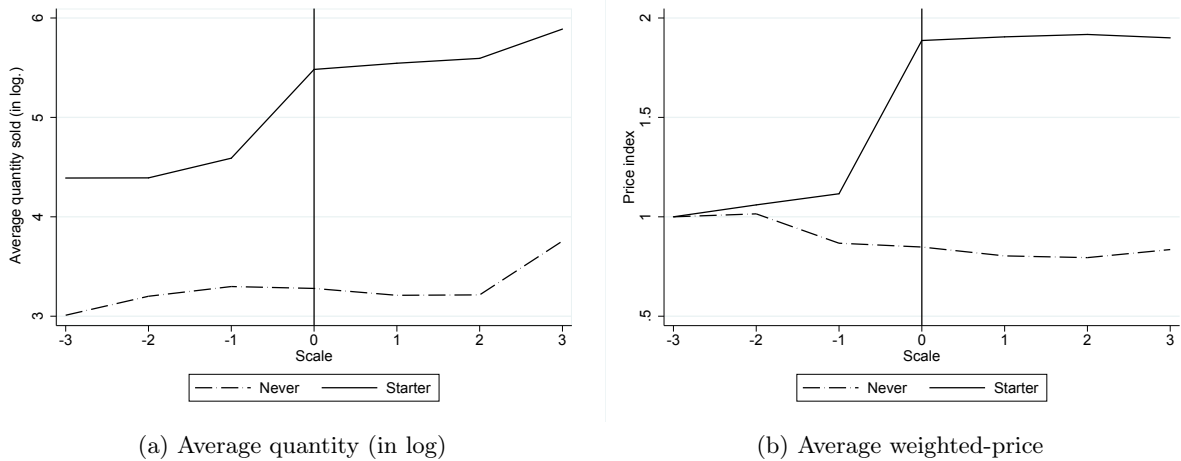 Average quantity sold (in log.)
6
5
4
3
-3 -2 -1 0 1 2 3
Scale
Never Starter
(a) Average quantity (in log)
Price index
2
1.5
1
.5
-3 -2 -1 0 1 2 3
Scale
Never Starter
(b) Average weighted-price